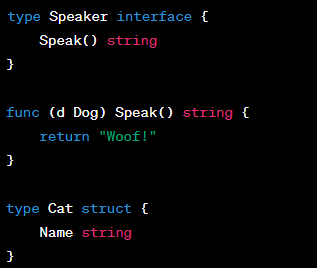 type Speaker interface {
    Speak() string
}

func (d Dog) Speak() string {
    return "Woof!"
}

type Cat struct {
    Name string
}